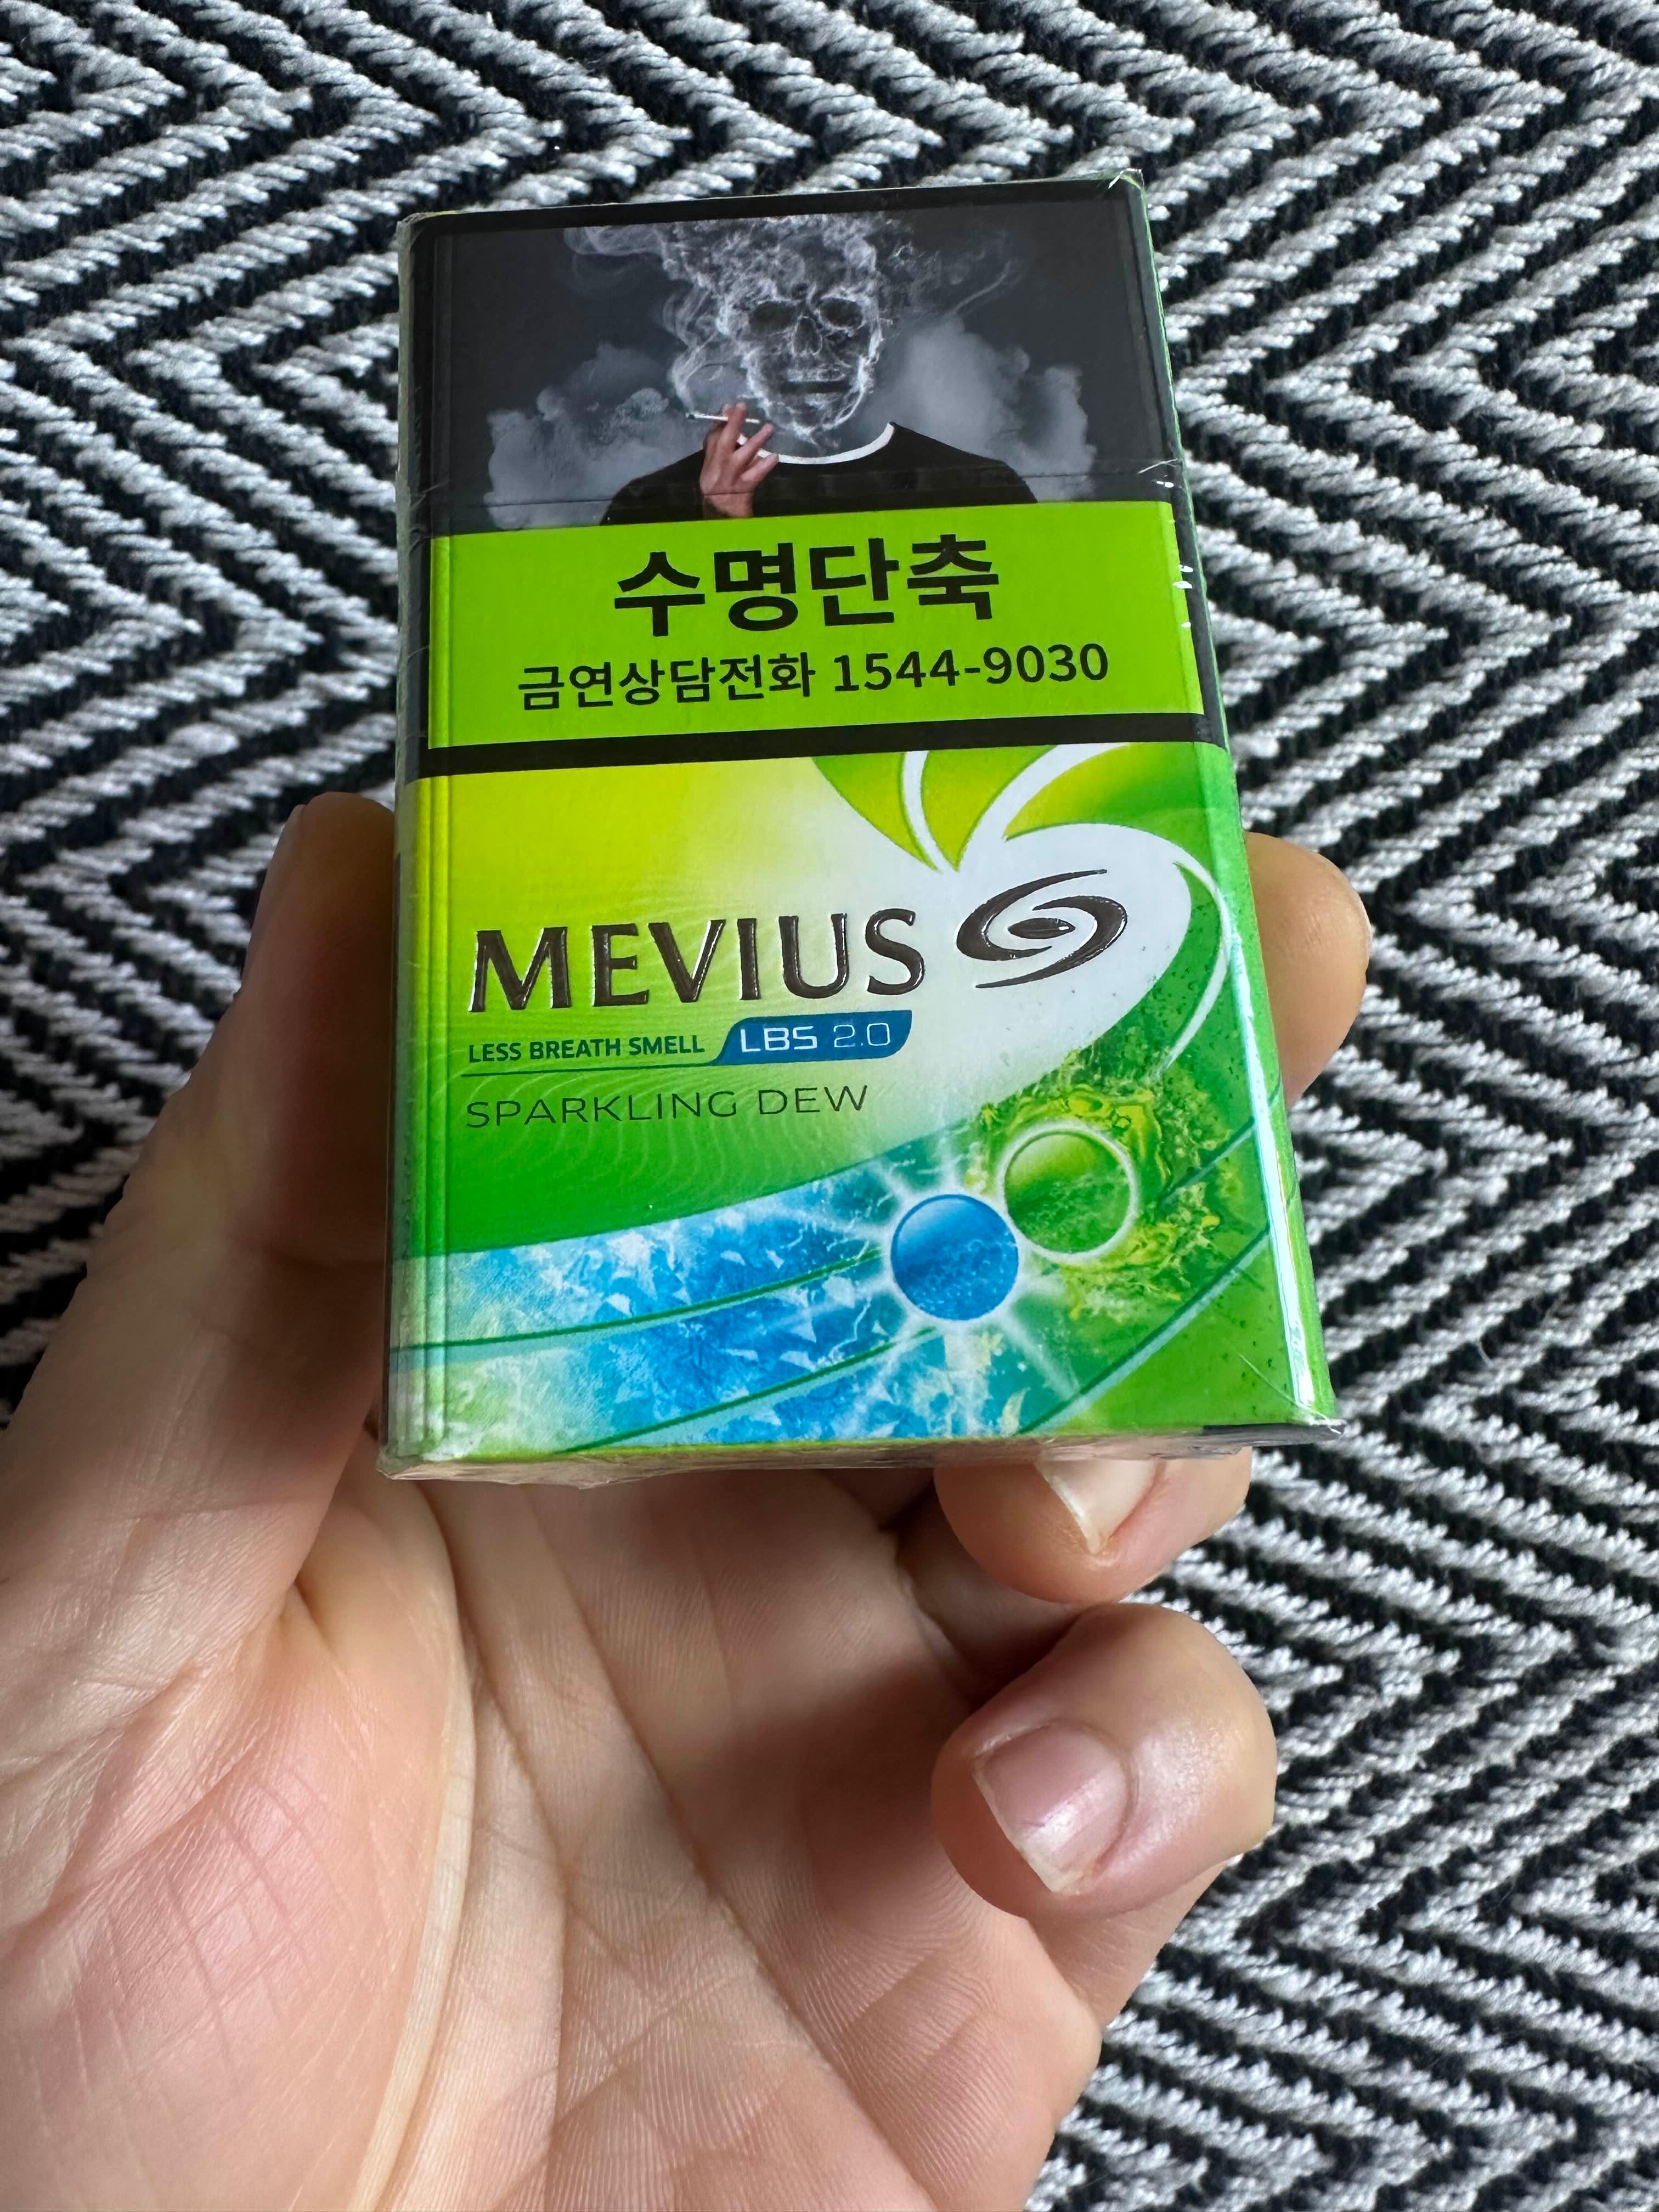 수명단축
금연상담전화 1544-9030
MEVIUS
LESS BREATH SMELL LBS 2.0
SPARKLING DEW